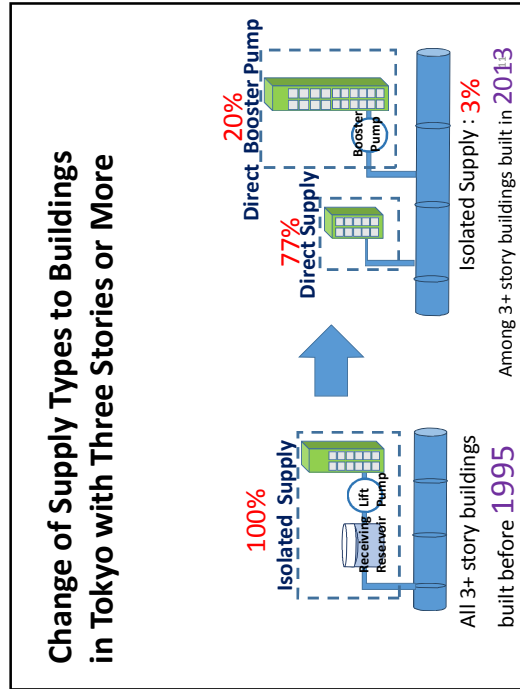 Change of Supply Types to Buildings
in Tokyo with Three Stories or More
100%
Isolated Supply
Receiving
Reservoir
Lift
Pump
All 3+ story buildings
built before 1995
77%
Direct Supply
20%
Direct Booster Pump
Booster
Pump
Isolated Supply : 3%
Among 3+ story buildings built in 2013